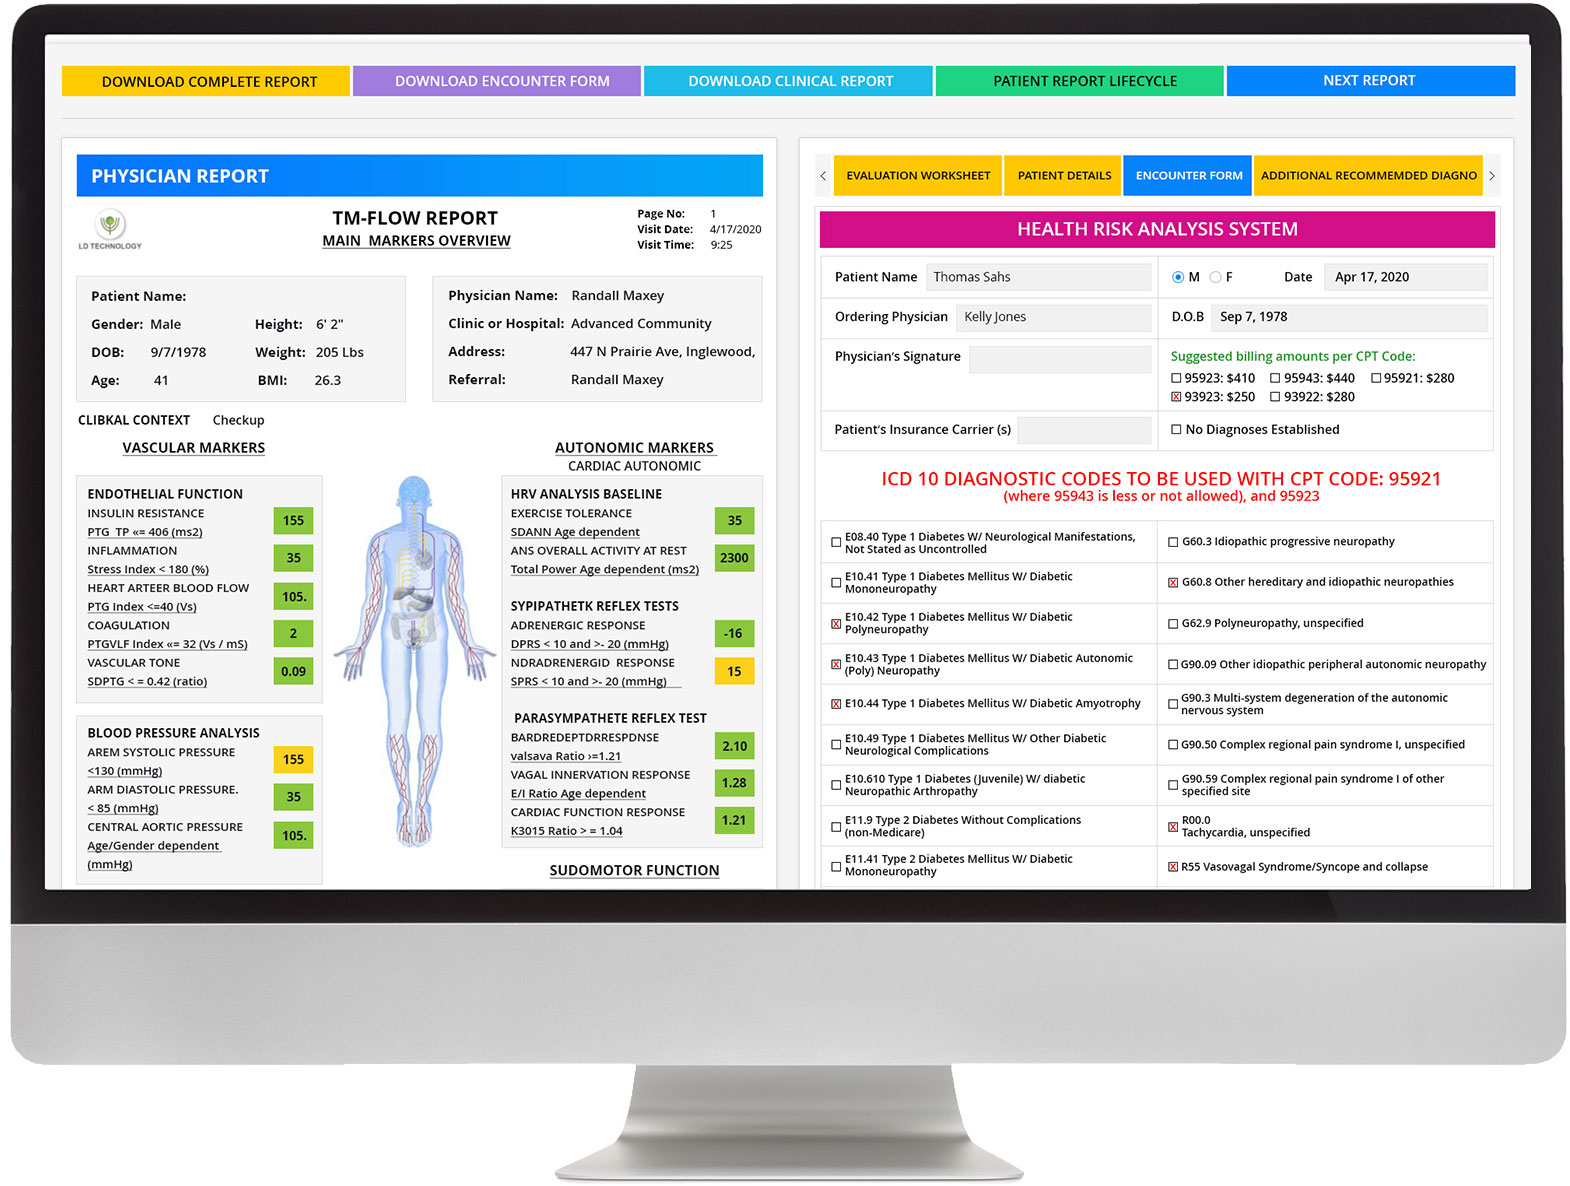 DOWNLOAD COMPLETE REPORT
DOWNLOAD ENCOUNTER FORM
DOWNLOAD CLINICAL REPORT
PATIENT REPORT LIFECYCLE
NEXT REPORT
PHYSICIAN REPORT
LD TECHNOLOGY
TM-FLOW REPORT
MAIN MARKERS OVERVIEW
Page No: 1
Visit Date: 4/17/2020
Visit Time: 9:25
Patient Name:
Gender: Male Height: 6' 2"
DOB: 9/7/1978 Weight: 205 Lbs
Age: 41 BMI: 26.3
Physician Name: Randall Maxey
Clinic or Hospital: Advanced Community
Address: 447 N Prairie Ave, Inglewood,
Referral: Randall Maxey
CLIBKAL CONTEXT Checkup
VASCULAR MARKERS
ENDOTHELIAL FUNCTION
INSULIN RESISTANCE
PTG TP «= 406 (ms2) 155
INFLAMMATION
Stress Index < 180 (%) 35
HEART ARTEER BLOOD FLOW
PTG Index <=40 (Vs) 105.
COAGULATION
PTGVLF Index «= 32 (Vs / mS) 2
VASCULAR TONE
SDPTG < = 0.42 (ratio) 0.09
BLOOD PRESSURE ANALYSIS
AREM SYSTOLIC PRESSURE
<130 (mmHg) 155
ARM DIASTOLIC PRESSURE.
< 85 (mmHg) 35
CENTRAL AORTIC PRESSURE
Age/Gender dependent 105.
(mmHg)
AUTONOMIC MARKERS
CARDIAC AUTONOMIC
HRV ANALYSIS BASELINE
EXERCISE TOLERANCE
SDANN Age dependent 35
ANS OVERALL ACTIVITY AT REST
Total Power Age dependent (ms2) 2300
SYPIPATHETK REFLEX TESTS
ADRENERGIC RESPONSE
DPRS < 10 and >- 20 (mmHg) -16
NDRADRENERGID RESPONSE
SPRS < 10 and >- 20 (mmHg) 15
PARASYMPATHETE REFLEX TEST
BARDREDEPTDRRESPDNSE
valsava Ratio ›=1.21 2.10
VAGAL INNERVATION RESPONSE
E/I Ratio Age dependent 1.28
CARDIAC FUNCTION RESPONSE
K3015 Ratio > = 1.04 1.21
SUDOMOTOR FUNCTION
EVALUATION WORKSHEET
PATIENT DETAILS
ENCOUNTER FORM
ADDITIONAL RECOMMEMDED DIAGNO
HEALTH RISK ANALYSIS SYSTEM
Patient Name Thomas Sahs
M F Date Apr 17, 2020
Ordering Physician Kelly Jones
D.O.B Sep 7, 1978
Physician's Signature
Suggested billing amounts per CPT Code:
95923: $410 95943: $440 95921: $280
93923: $250 93922: $280
Patient's Insurance Carrier (s)
No Diagnoses Established
ICD 10 DIAGNOSTIC CODES TO BE USED WITH CPT CODE: 95921
(where 95943 is less or not allowed), and 95923
E08.40 Type 1 Diabetes W/ Neurological Manifestations,
Not Stated as Uncontrolled
G60.3 Idiopathic progressive neuropathy
E10.41 Type 1 Diabetes Mellitus W/ Diabetic
Mononeuropathy
G60.8 Other hereditary and idiopathic neuropathies
E10.42 Type 1 Diabetes Mellitus W/ Diabetic
Polyneuropathy
G62.9 Polyneuropathy, unspecified
E10.43 Type 1 Diabetes Mellitus W/ Diabetic Autonomic
(Poly) Neuropathy
G90.09 Other idiopathic peripheral autonomic neuropathy
E10.44 Type 1 Diabetes Mellitus W/ Diabetic Amyotrophy
G90.3 Multi-system degeneration of the autonomic
nervous system
E10.49 Type 1 Diabetes Mellitus W/ Other Diabetic
Neurological Complications
G90.50 Complex regional pain syndrome I, unspecified
E10.610 Type 1 Diabetes (Juvenile) W/ diabetic
Neuropathic Arthropathy
G90.59 Complex regional pain syndrome I of other
specified site
E11.9 Type 2 Diabetes Without Complications
(non-Medicare)
R00.0
Tachycardia, unspecified
E11.41 Type 2 Diabetes Mellitus W/ Diabetic
Mononeuropathy
R55 Vasovagal Syndrome/Syncope and collapse